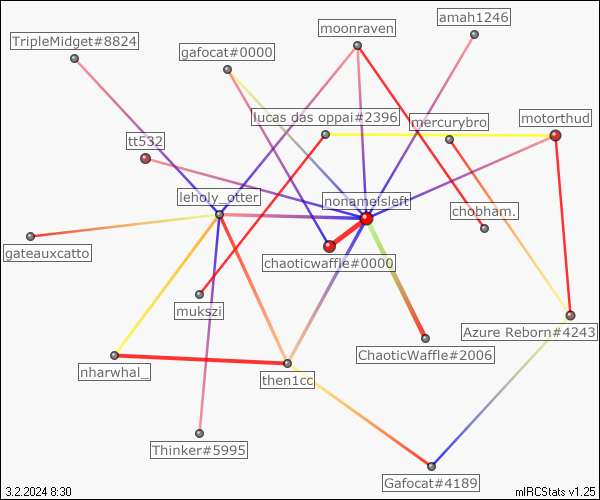 amah1246
moonraven
TripleMidget#8824
gafocat#0000
lucas das oppai#2396
mercurybro
motorthud
tt532
leholy_otter
nonameisleft
chobham.
gateauxcatto
chaoticwaffle#0000
mukszi
Azure Reborn#4243
ChaoticWaffle#2006
nharwhal_
then1cc
Thinker#5995
Gafocat#4189
3.2.2024 8:30
mIRCStats v1.25